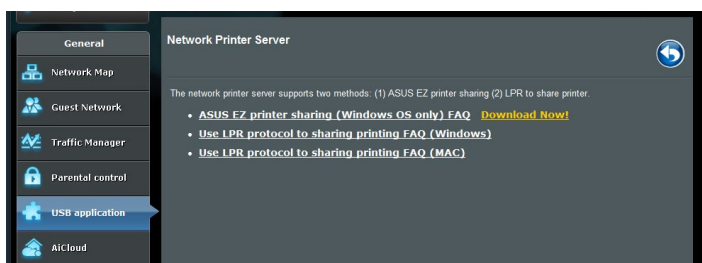 General
Network Map
Guest Network
Traffic Manager
Parental control
USB application
AiCloud
Network Printer Server
The network printer server supports two methods: (1) ASUS EZ printer sharing (2) LPR to share printer.
ASUS EZ printer sharing (Windows OS only) FAQ Download Now!
Use LPR protocol to sharing printing FAQ (Windows)
Use LPR protocol to sharing printing FAQ (MAC)